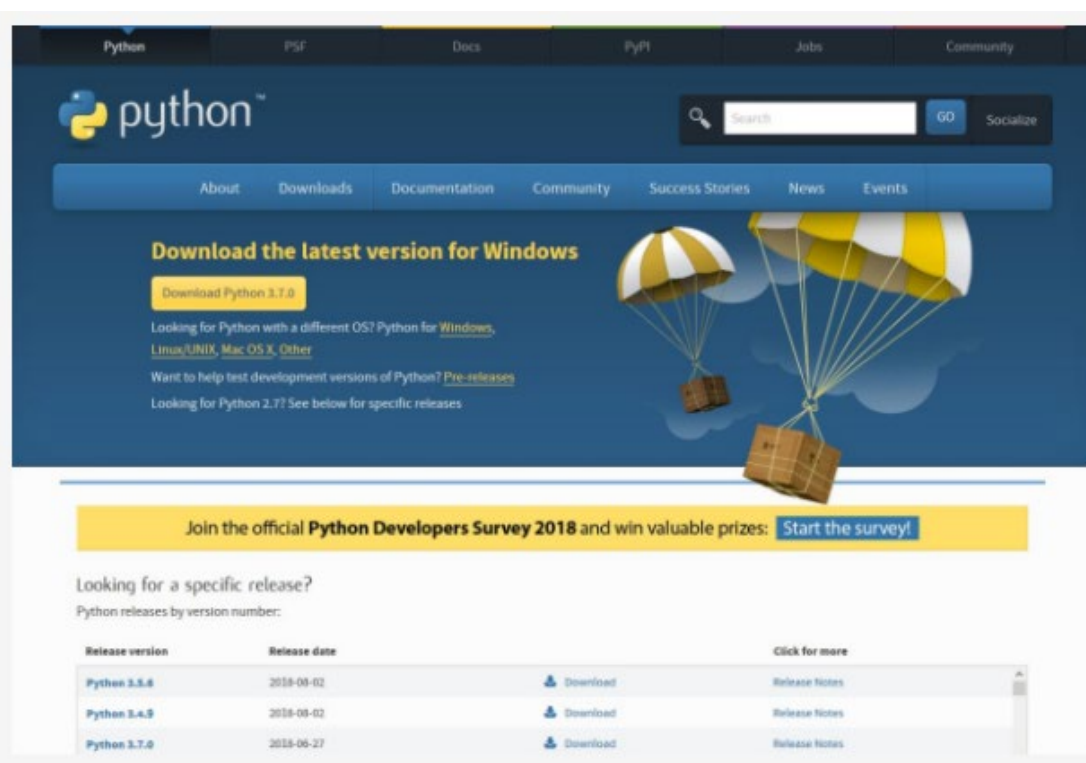 Python PSF Docs PyPI Jobs Community
python™
Search GO Socialize
About Downloads Documentation Community Success Stories News Events
Download the latest version for Windows
Download Python 3.7.0
Looking for Python with a different OS? Python for Windows,
Linux/UNIX, Mac OS X, Other
Want to help test development versions of Python? Pre-releases
Looking for Python 2.7? See below for specific releases
Join the official Python Developers Survey 2018 and win valuable prizes: Start the survey!
Looking for a specific release?
Python releases by version number:
Release version Release date Click for more
Python 3.5.6 2018-08-02 Download Release Notes
Python 3.4.9 2018-08-02 Download Release Notes
Python 3.7.0 2018-06-27 Download Release Notes